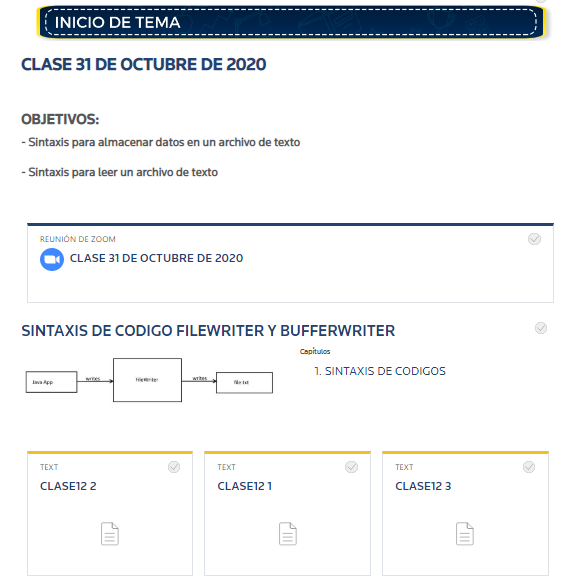 INICIO DE TEMA
CLASE 31 DE OCTUBRE DE 2020
OBJETIVOS:
- Sintaxis para almacenar datos en un archivo de texto
- Sintaxis para leer un archivo de texto
REUNIÓN DE ZOOM
CLASE 31 DE OCTUBRE DE 2020
SINTAXIS DE CODIGO FILEWRITER Y BUFFERWRITER
Capítulos
1. SINTAXIS DE CODIGOS
Java App
writes
FileWriter
writes
file.txt
TEXT
CLASE12 2
TEXT
CLASE12 1
TEXT
CLASE12 3